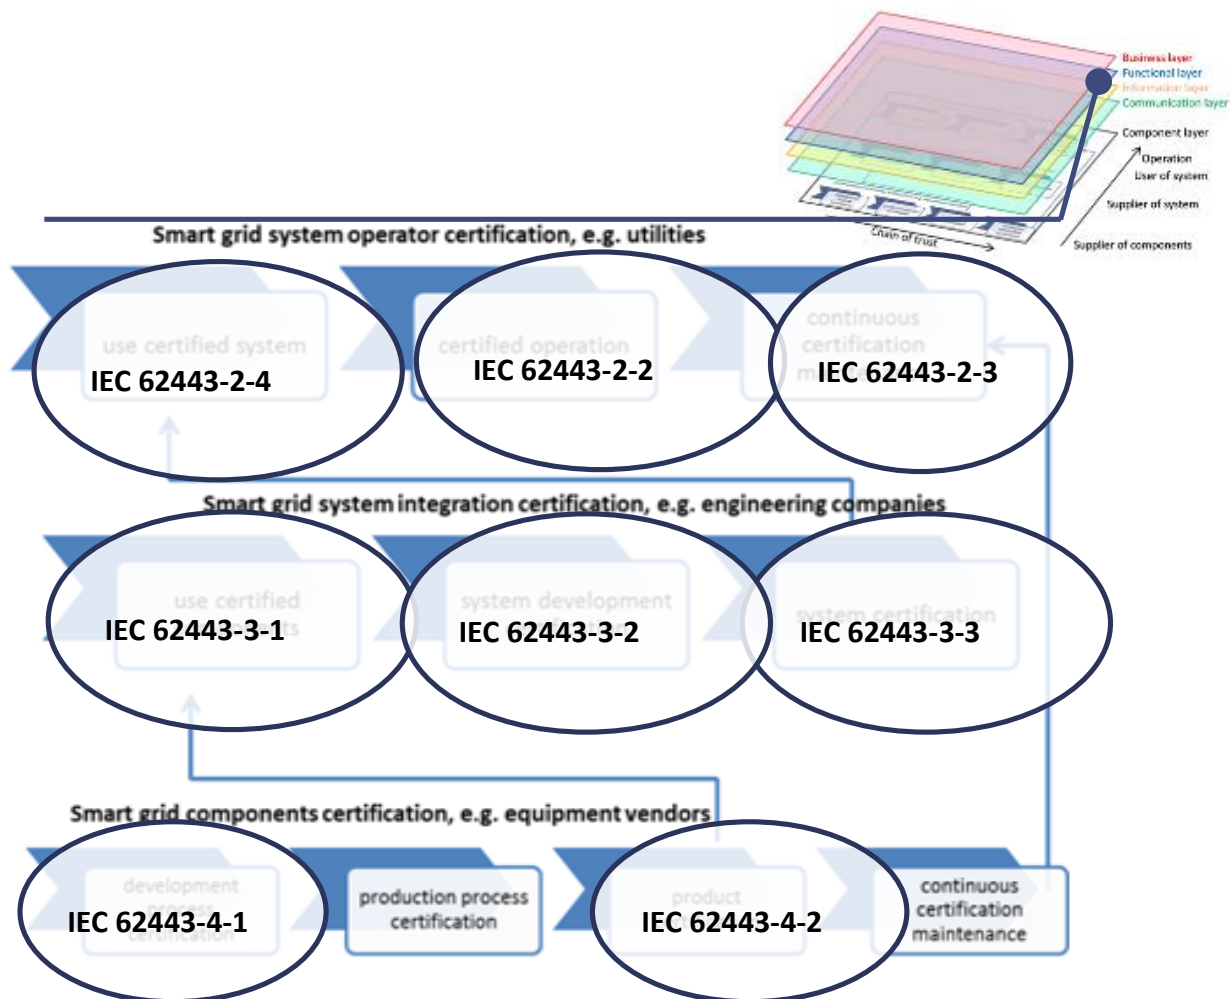 Business layer
Functional layer
Information layer
Communication layer
Component layer
Operation
User of system
Supplier of system
Supplier of components
Chain of trust
Smart grid system operator certification, e.g. utilities
use certified system
IEC 62443-2-4
certified operation
IEC 62443-2-2
continuous
certification
IEC 62443-2-3
Smart grid system integration certification, e.g. engineering companies
use certified
IEC 62443-3-1
system development
IEC 62443-3-2
system certification
IEC 62443-3-3
Smart grid components certification, e.g. equipment vendors
development
process
certification
IEC 62443-4-1
production process
certification
product
IEC 62443-4-2
continuous
certification
maintenance